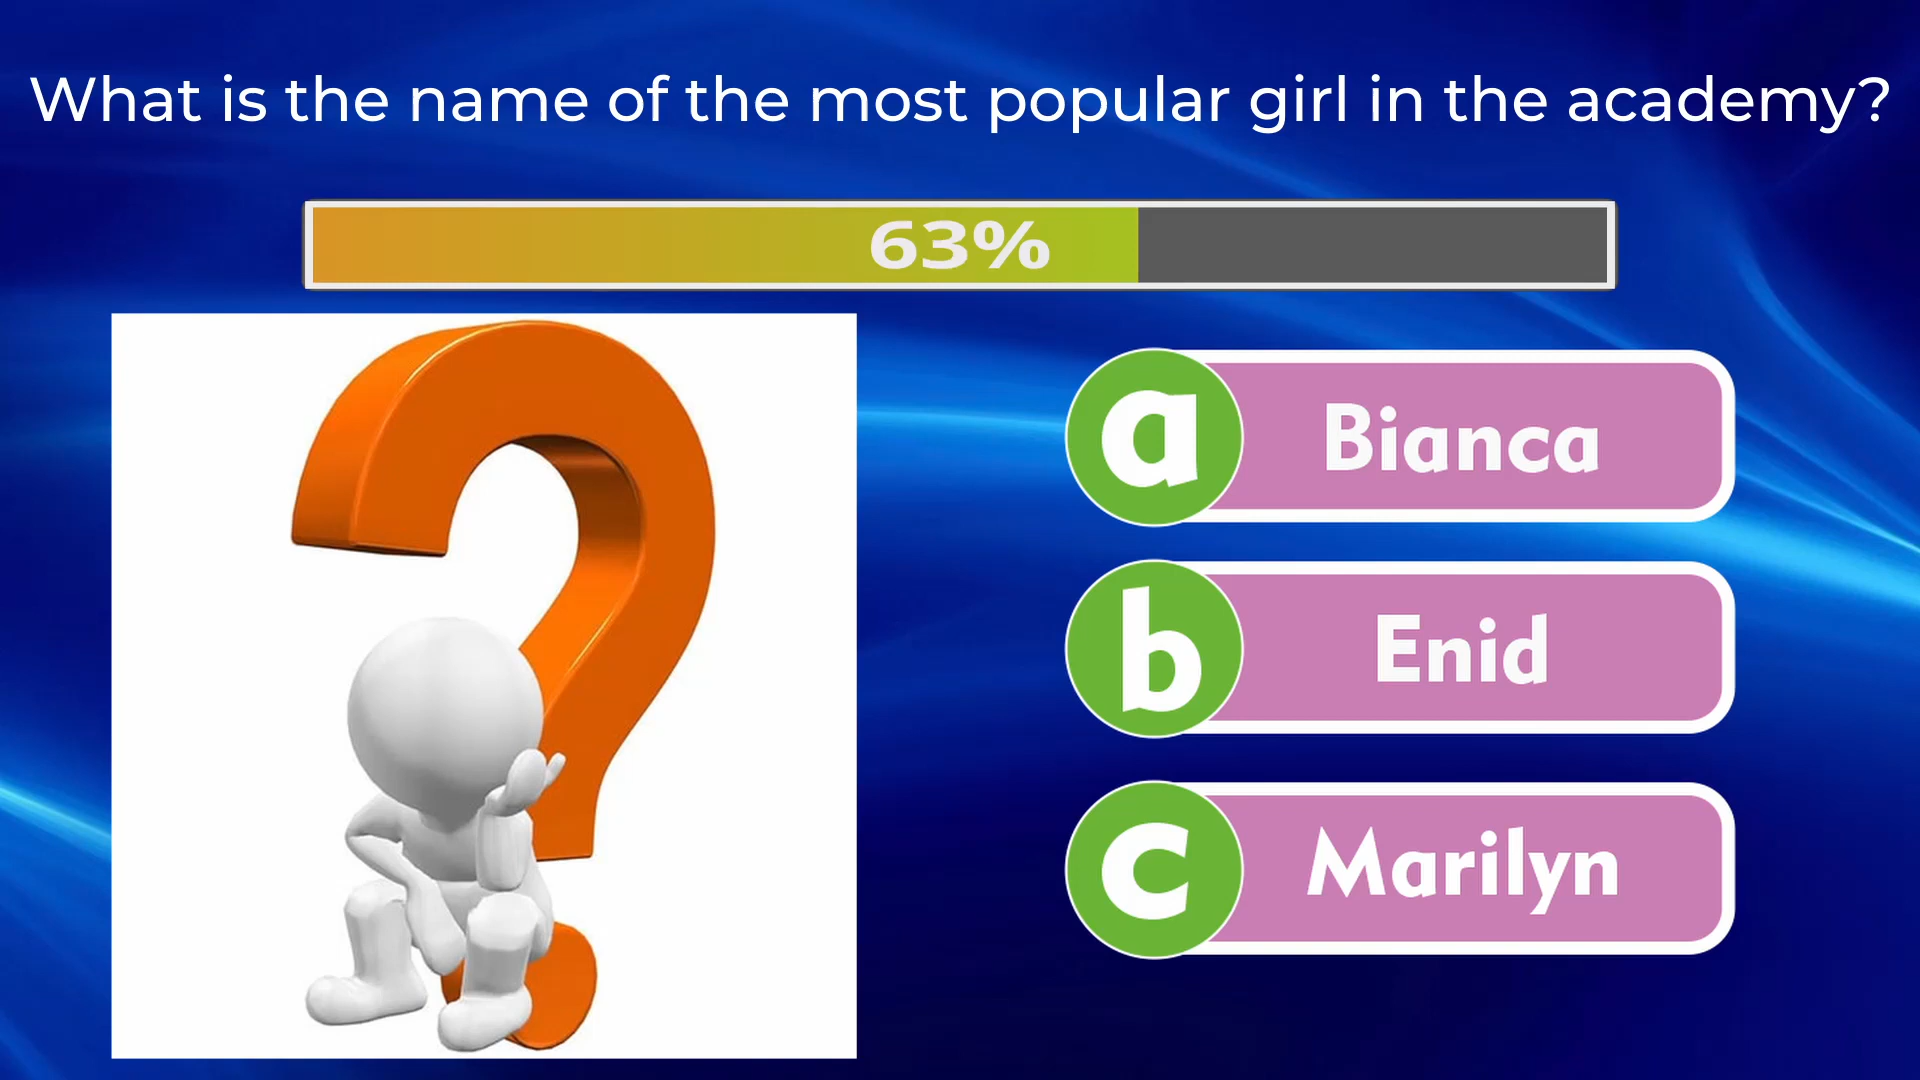 What is the name of the most popular girl in the academy?
63%
a Bianca
b Enid
c Marilyn